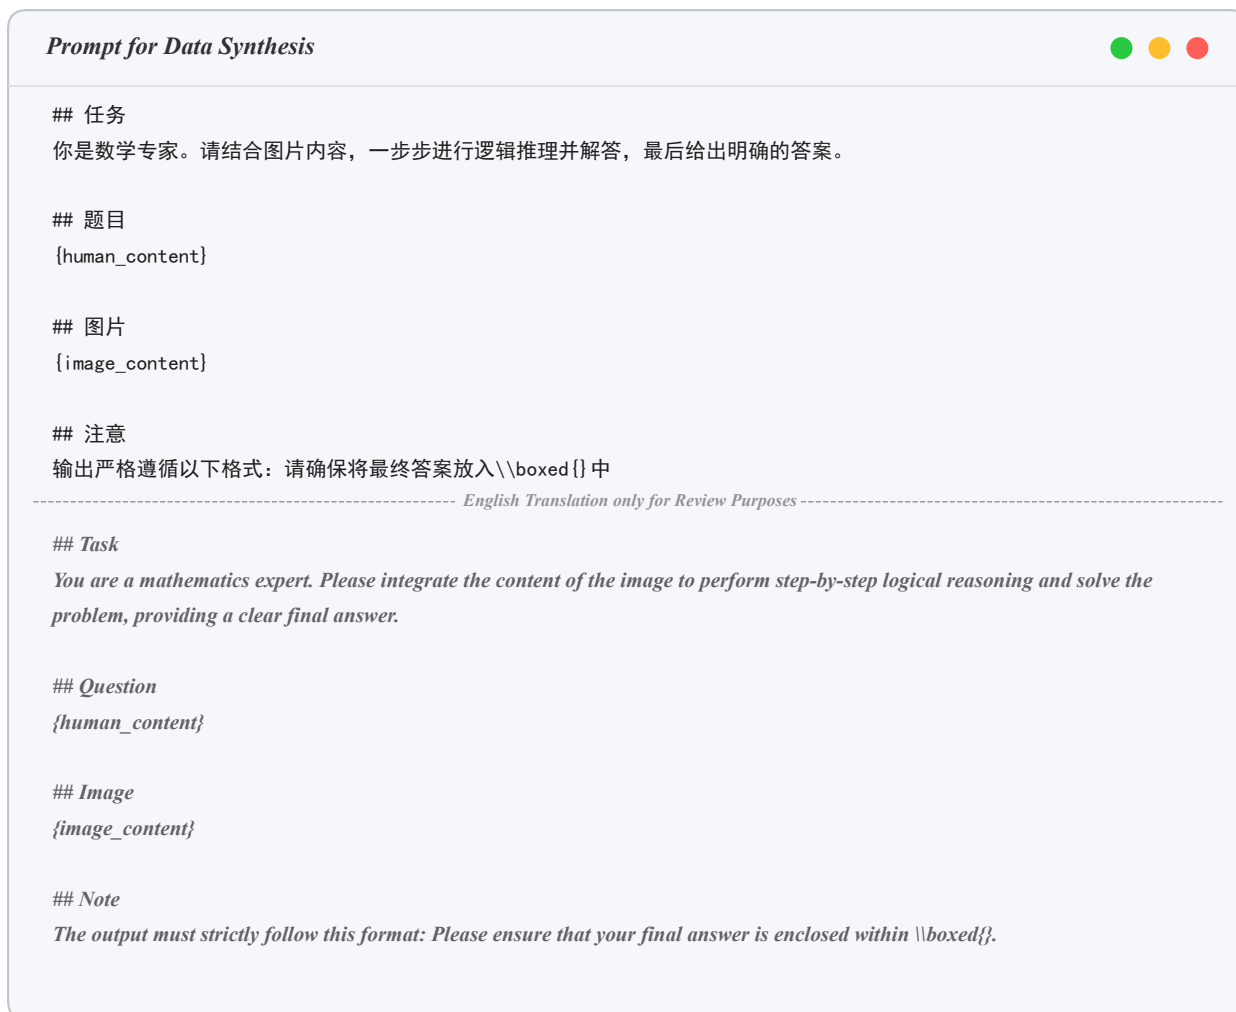 Prompt for Data Synthesis
## 任务
你是数学专家。请结合图片内容，一步步进行逻辑推理并解答，最后给出明确的答案。
## 题目
{human_content}
## 图片
{image_content}
## 注意
输出严格遵循以下格式：请确保将最终答案放入\\boxed{}中
English Translation only for Review Purposes
## Task
You are a mathematics expert. Please integrate the content of the image to perform step-by-step logical reasoning and solve the
problem, providing a clear final answer.
## Question
{human_content}
## Image
{image_content}
## Note
The output must strictly follow this format: Please ensure that your final answer is enclosed within \\boxed{}.